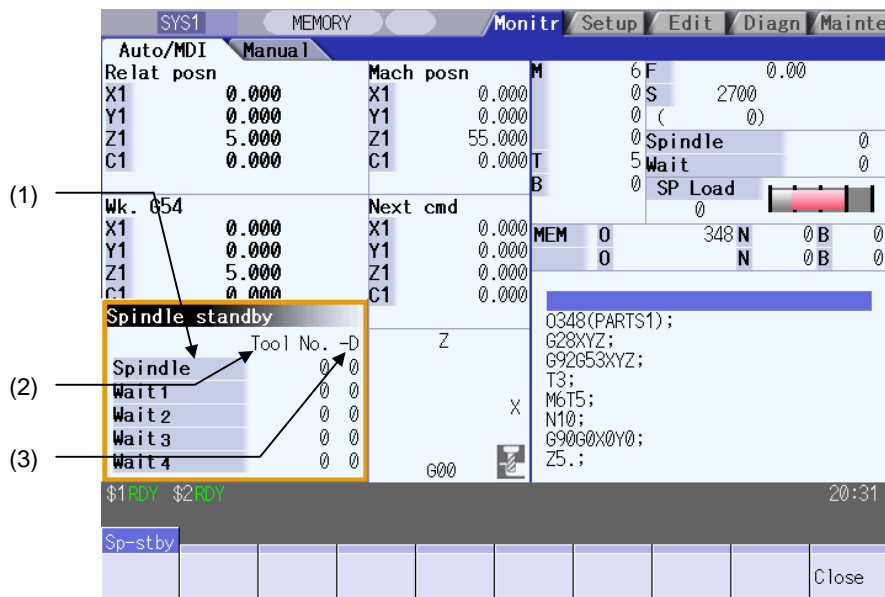 SYS1 MEMORY Monitr Setup Edit Diagn Mainte
Auto/MDI Manual
Relat posn
X1 0.000
Y1 0.000
Z1 5.000
C1 0.000
Mach posn
X1 0.000
Y1 0.000
Z1 55.000
C1 0.000
M 6
0
0
0
T 5
B 0
F 0.00
S 2700
( 0)
Spindle 0
Wait 0
SP Load
0
Wk. G54
X1 0.000
Y1 0.000
Z1 5.000
C1 0.000
Next cmd
X1 0.000
Y1 0.000
Z1 0.000
C1 0.000
MEM O 348 N 0 B 0
O N 0 B 0
O348(PARTS1);
G28XYZ;
G92G53XYZ;
T3;
M6T5;
N10;
G90G0X0Y0;
Z5.;
(1)
(2)
(3)
Spindle standby
Tool No. -D
Spindle 0 0
Wait1 0 0
Wait2 0 0
Wait3 0 0
Wait4 0 0
Z
X
G00
$1 RDY $2 RDY 20:31
Sp-stby
Close